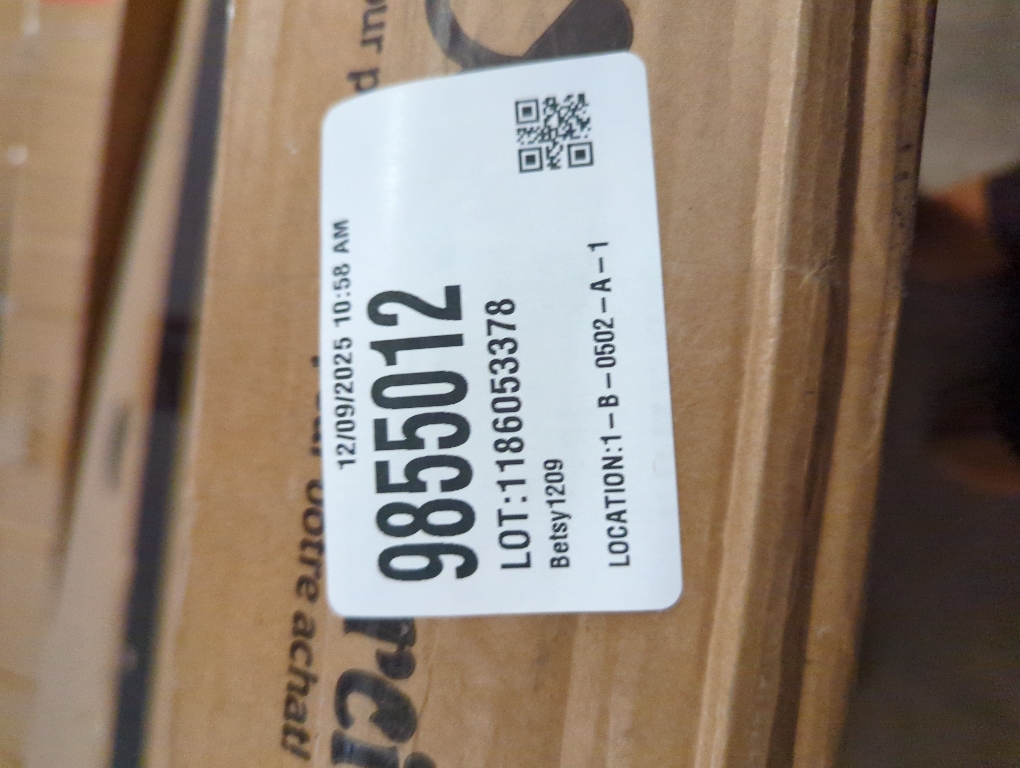 12/09/2025 10:58 AM
9855012
LOT:1186053378
Betsy1209
LOCATION:1-B-0502-A-1
votre achat!